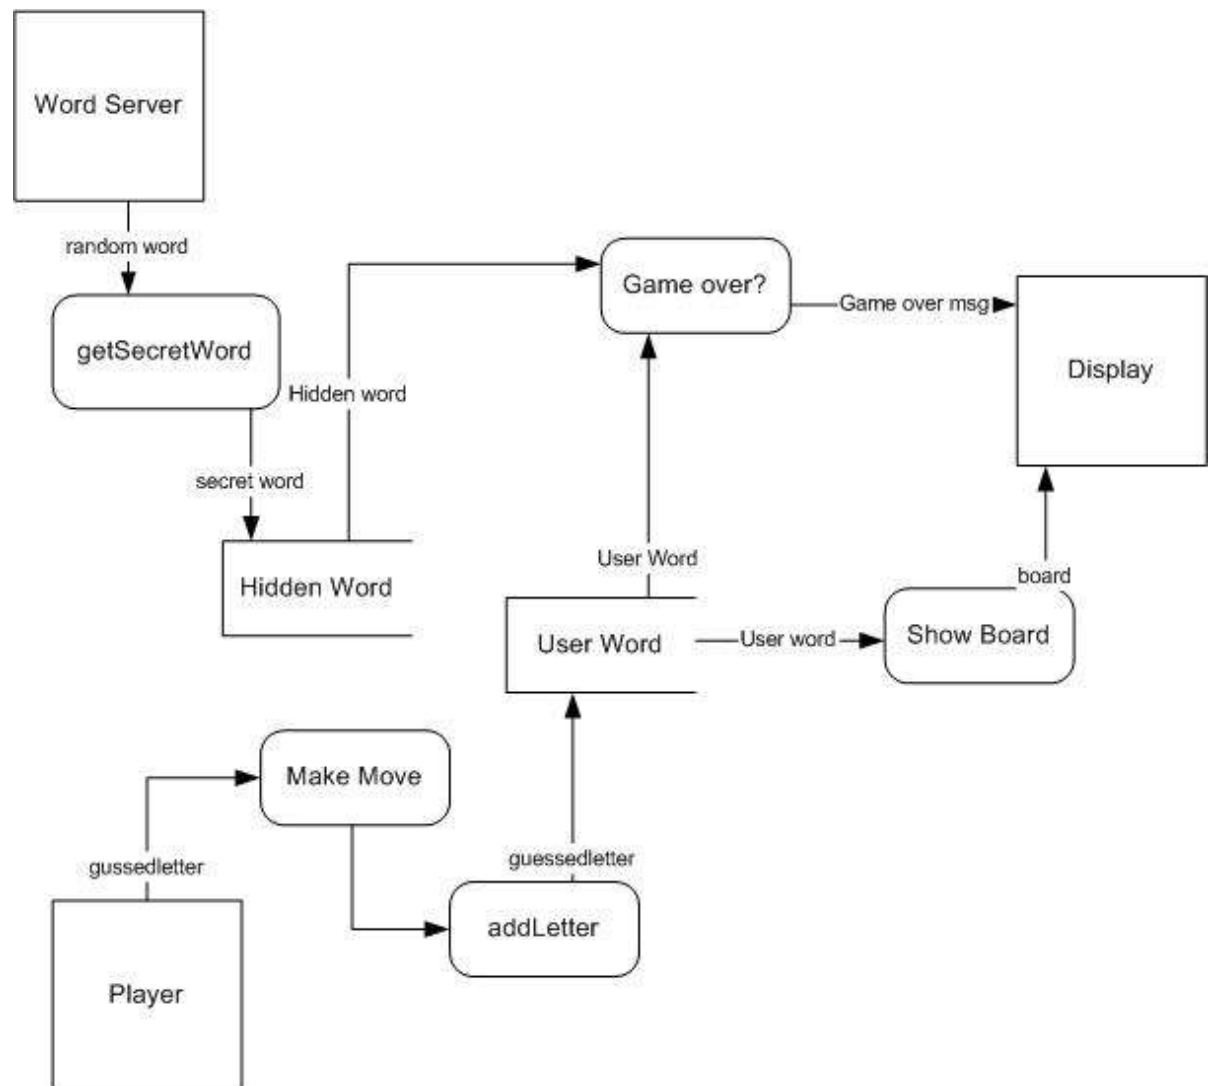 Word Server
random word
getSecretWord
Game over?
Game over msg
Display
Hidden word
secret word
Hidden Word
User Word
board
User Word
User word
Show Board
Make Move
gussedletter
guessedletter
addLetter
Player